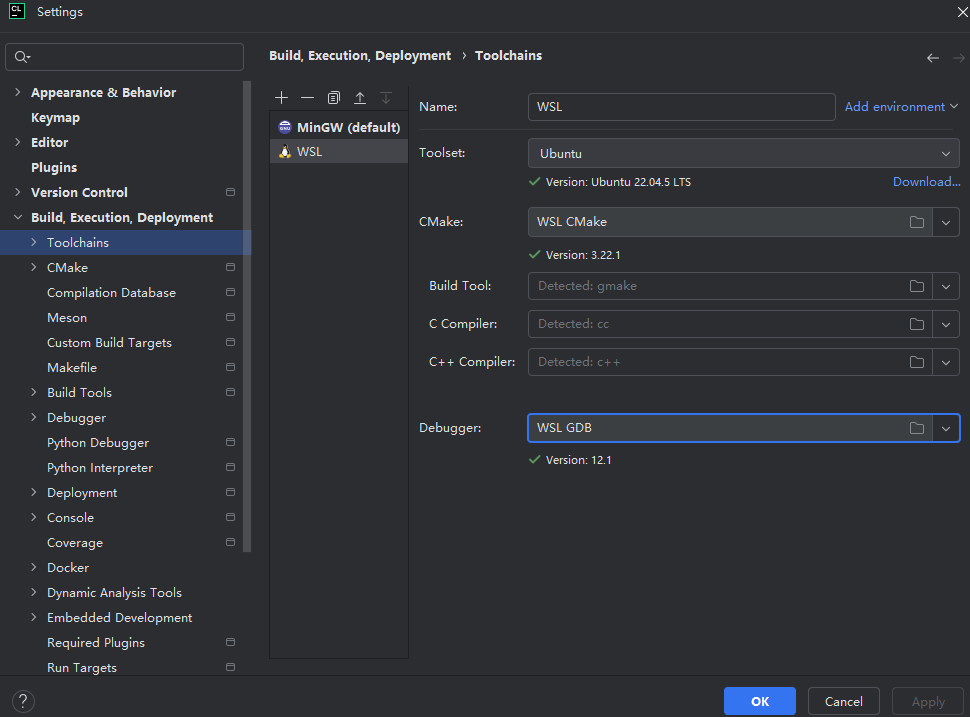 CL
Settings
Build, Execution, Deployment › Toolchains
Appearance & Behavior
Keymap
Editor
Plugins
Version Control
Build, Execution, Deployment
Toolchains
CMake
Compilation Database
Meson
Custom Build Targets
Makefile
Build Tools
Debugger
Python Debugger
Python Interpreter
Deployment
Console
Coverage
Docker
Dynamic Analysis Tools
Embedded Development
Required Plugins
Run Targets
MinGW (default)
WSL
Name: WSL Add environment
Toolset: Ubuntu
Version: Ubuntu 22.04.5 LTS Download...
CMake: WSL CMake
Version: 3.22.1
Build Tool: Detected: gmake
C Compiler: Detected: cc
C++ Compiler: Detected: c++
Debugger: WSL GDB
Version: 12.1
? OK Cancel Apply